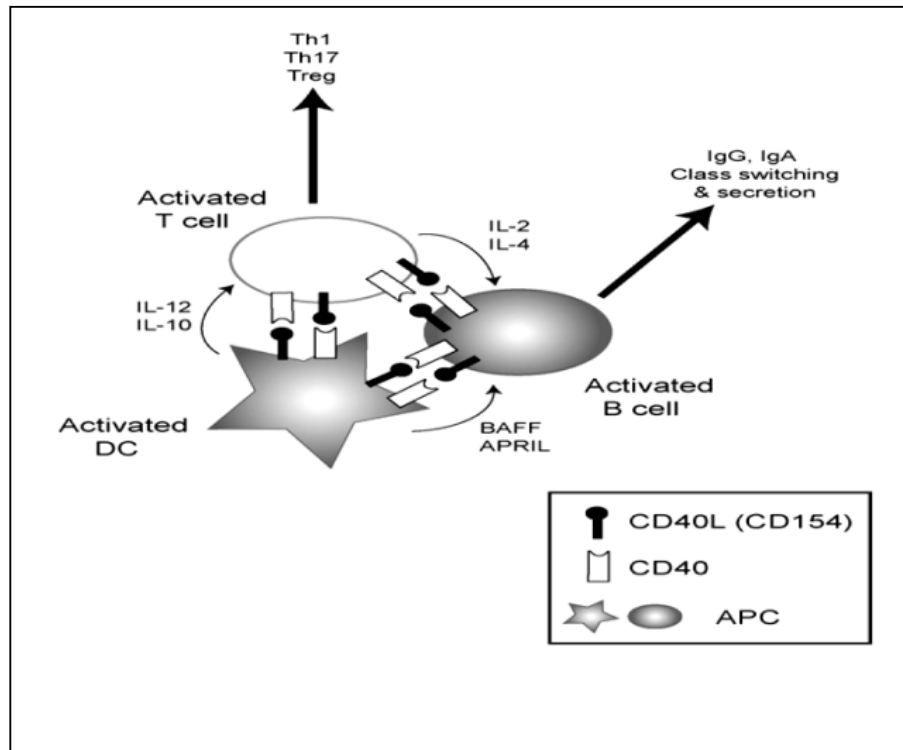 Th1
Th17
Treg
IgG, IgA
Class switching
& secretion
Activated
T cell
IL-2
IL-4
IL-12
IL-10
Activated
DC
BAFF
APRIL
Activated
B cell
CD40L (CD154)
CD40
APC